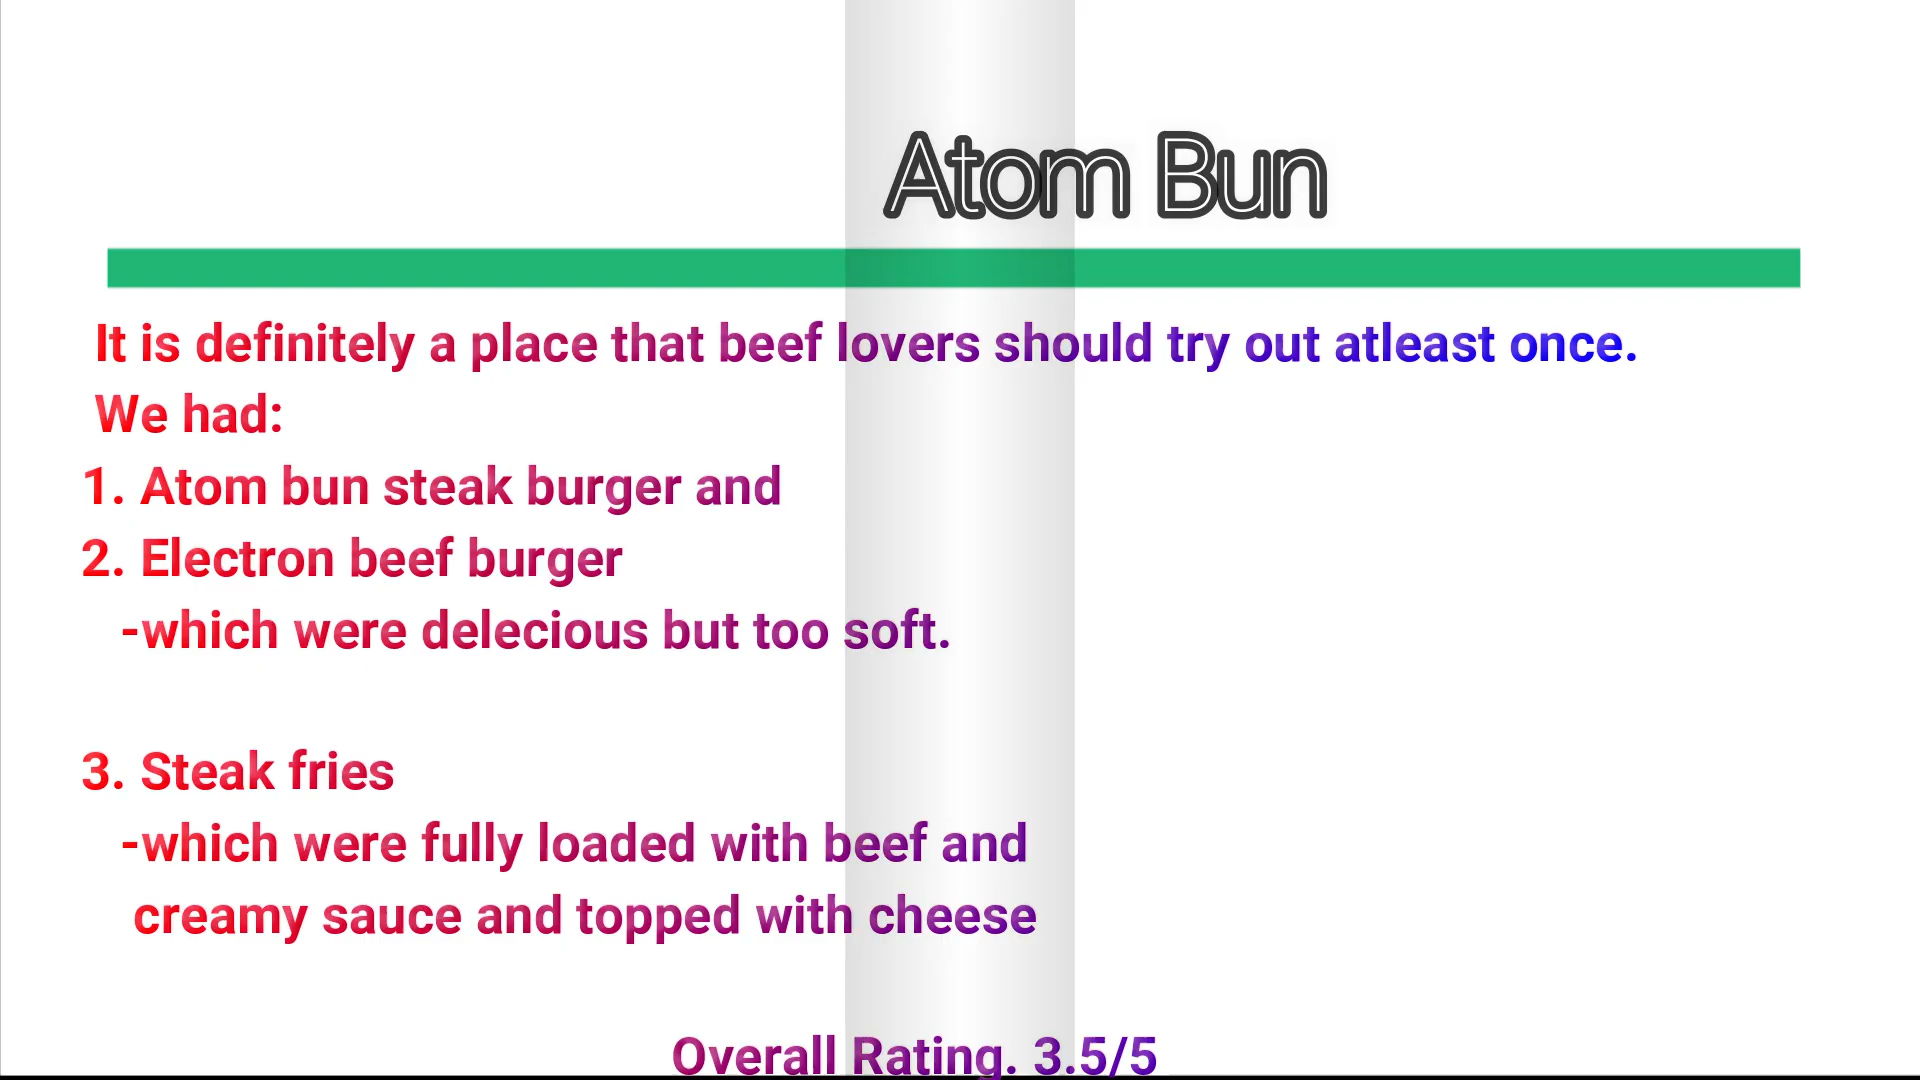 Atom Bun
It is definitely a place that beef lovers should try out atleast once.
We had:
1. Atom bun steak burger and
2. Electron beef burger
-which were delecious but too soft.
3. Steak fries
-which were fully loaded with beef and
creamy sauce and topped with cheese
Overall Rating. 3.5/5